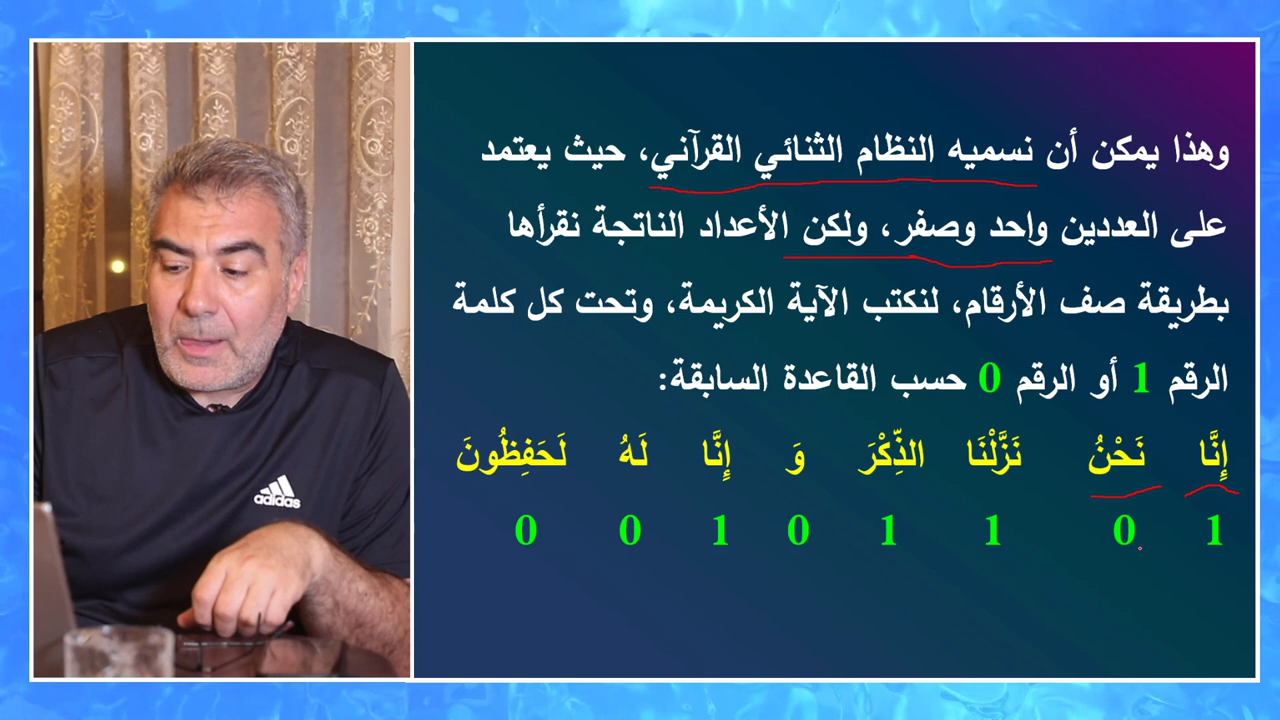 وهذا يمكن أن نسميه النظام الثنائي القرآني، حيث يعتمد
على العددين واحد وصفر، ولكن الأعداد الناتجة نقرأها
بطريقة صف الأرقام، لنكتب الآية الكريمة، وتحت كل كلمة
الرقم 1 أو الرقم 0 حسب القاعدة السابقة:
إِنَّا نَحْنُ نَزَّلْنَا الذِّكْرَ وَ إِنَّا لَهُ لَحَفِظُونَ
1 0 1 1 0 1 0 0
adidas